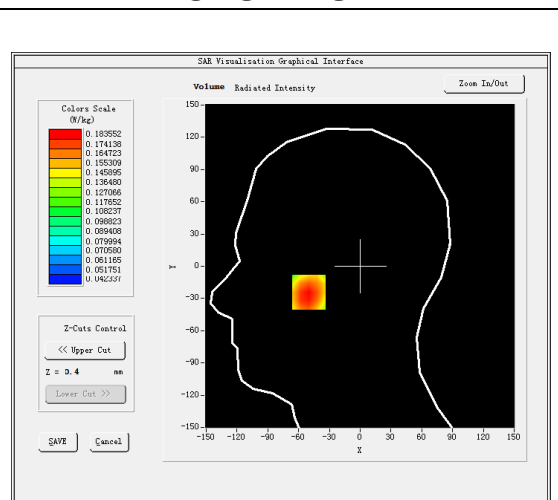 SAR Visualisation Graphical Interface
Volume Radiated Intensity
Zoom In/Out
Colors Scale
(W/kg)
0.183552
0.174138
0.164723
0.155309
0.145895
0.136480
0.127066
0.117652
0.108237
0.098823
0.089408
0.079994
0.070580
0.061165
0.051751
0.042337
Z-Cuts Control
<< Upper Cut
Z = 0.4 mm
Lower Cut >>
SAVE Cancel
150
120
90
60
30
Y
0
-30
-60
-90
-120
-150
-150 -120 -90 -60 -30 0 30 60 90 120 150
X